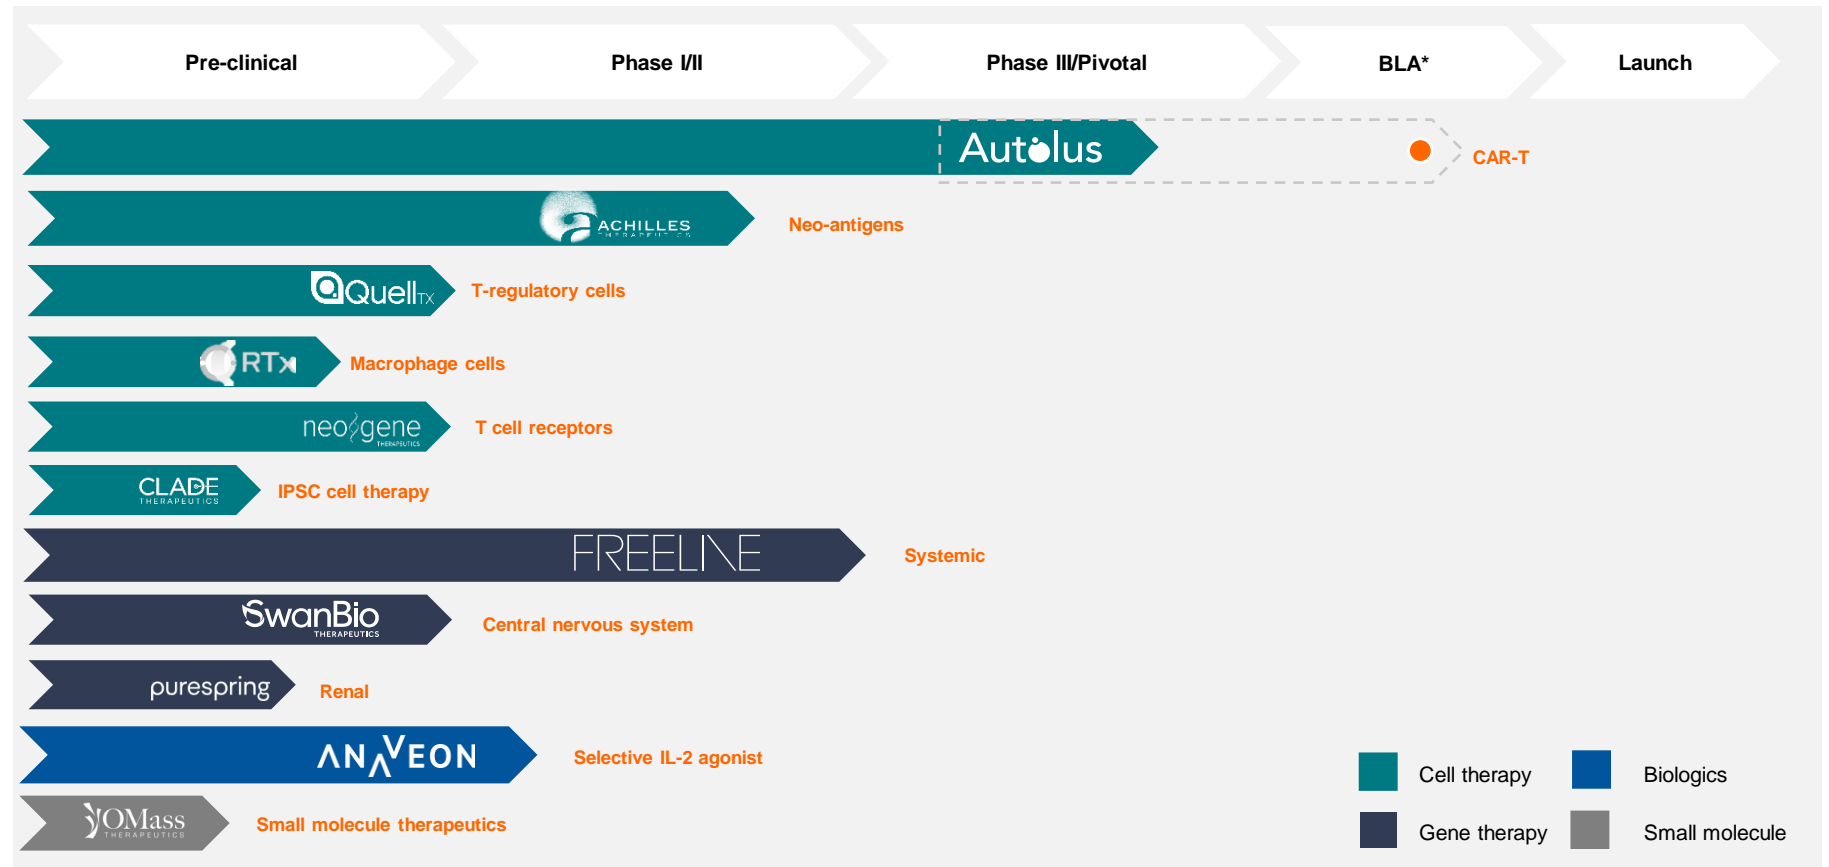 Pre-clinical
Phase I/II
Phase III/Pivotal
BLA*
Launch
Autolus
CAR-T
ACHILLES
THERAPEUTICS
Neo-antigens
QuellTX
T-regulatory cells
RTx
Macrophage cells
neogene
THERAPEUTICS
T cell receptors
CLADE
THERAPEUTICS
IPSC cell therapy
FREELINE
Systemic
SwanBio
THERAPEUTICS
Central nervous system
purespring
Renal
ANAVEON
Selective IL-2 agonist
OMass
THERAPEUTICS
Small molecule therapeutics
Cell therapy
Biologics
Gene therapy
Small molecule